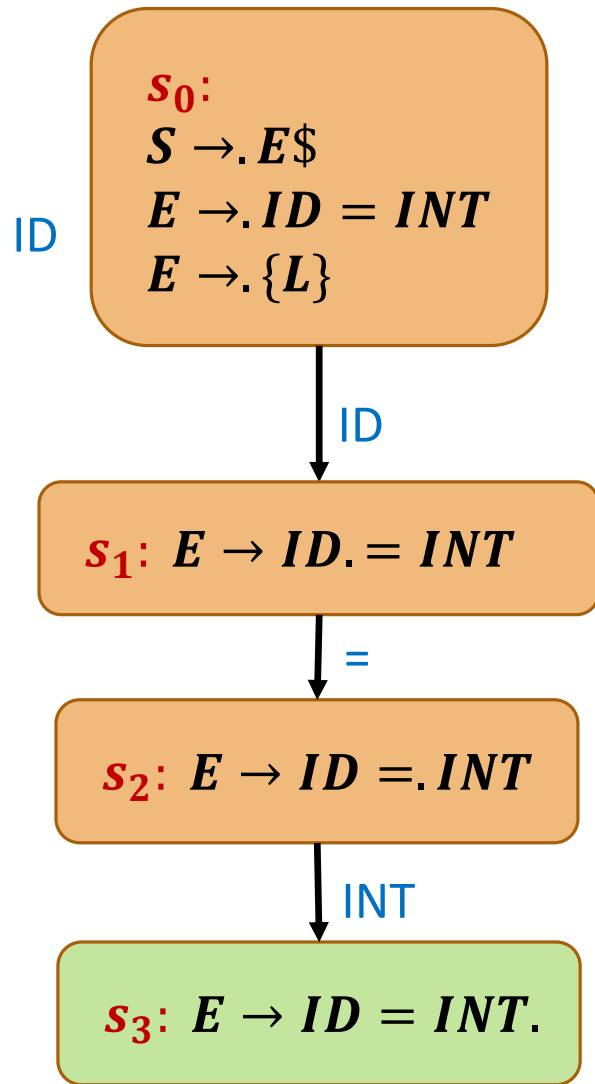 s₀:
S →. E$
ID
E →. ID = INT
E →. {L}
ID
s₁: E → ID. = INT
=
s₂: E → ID =. INT
INT
s₃: E → ID = INT.